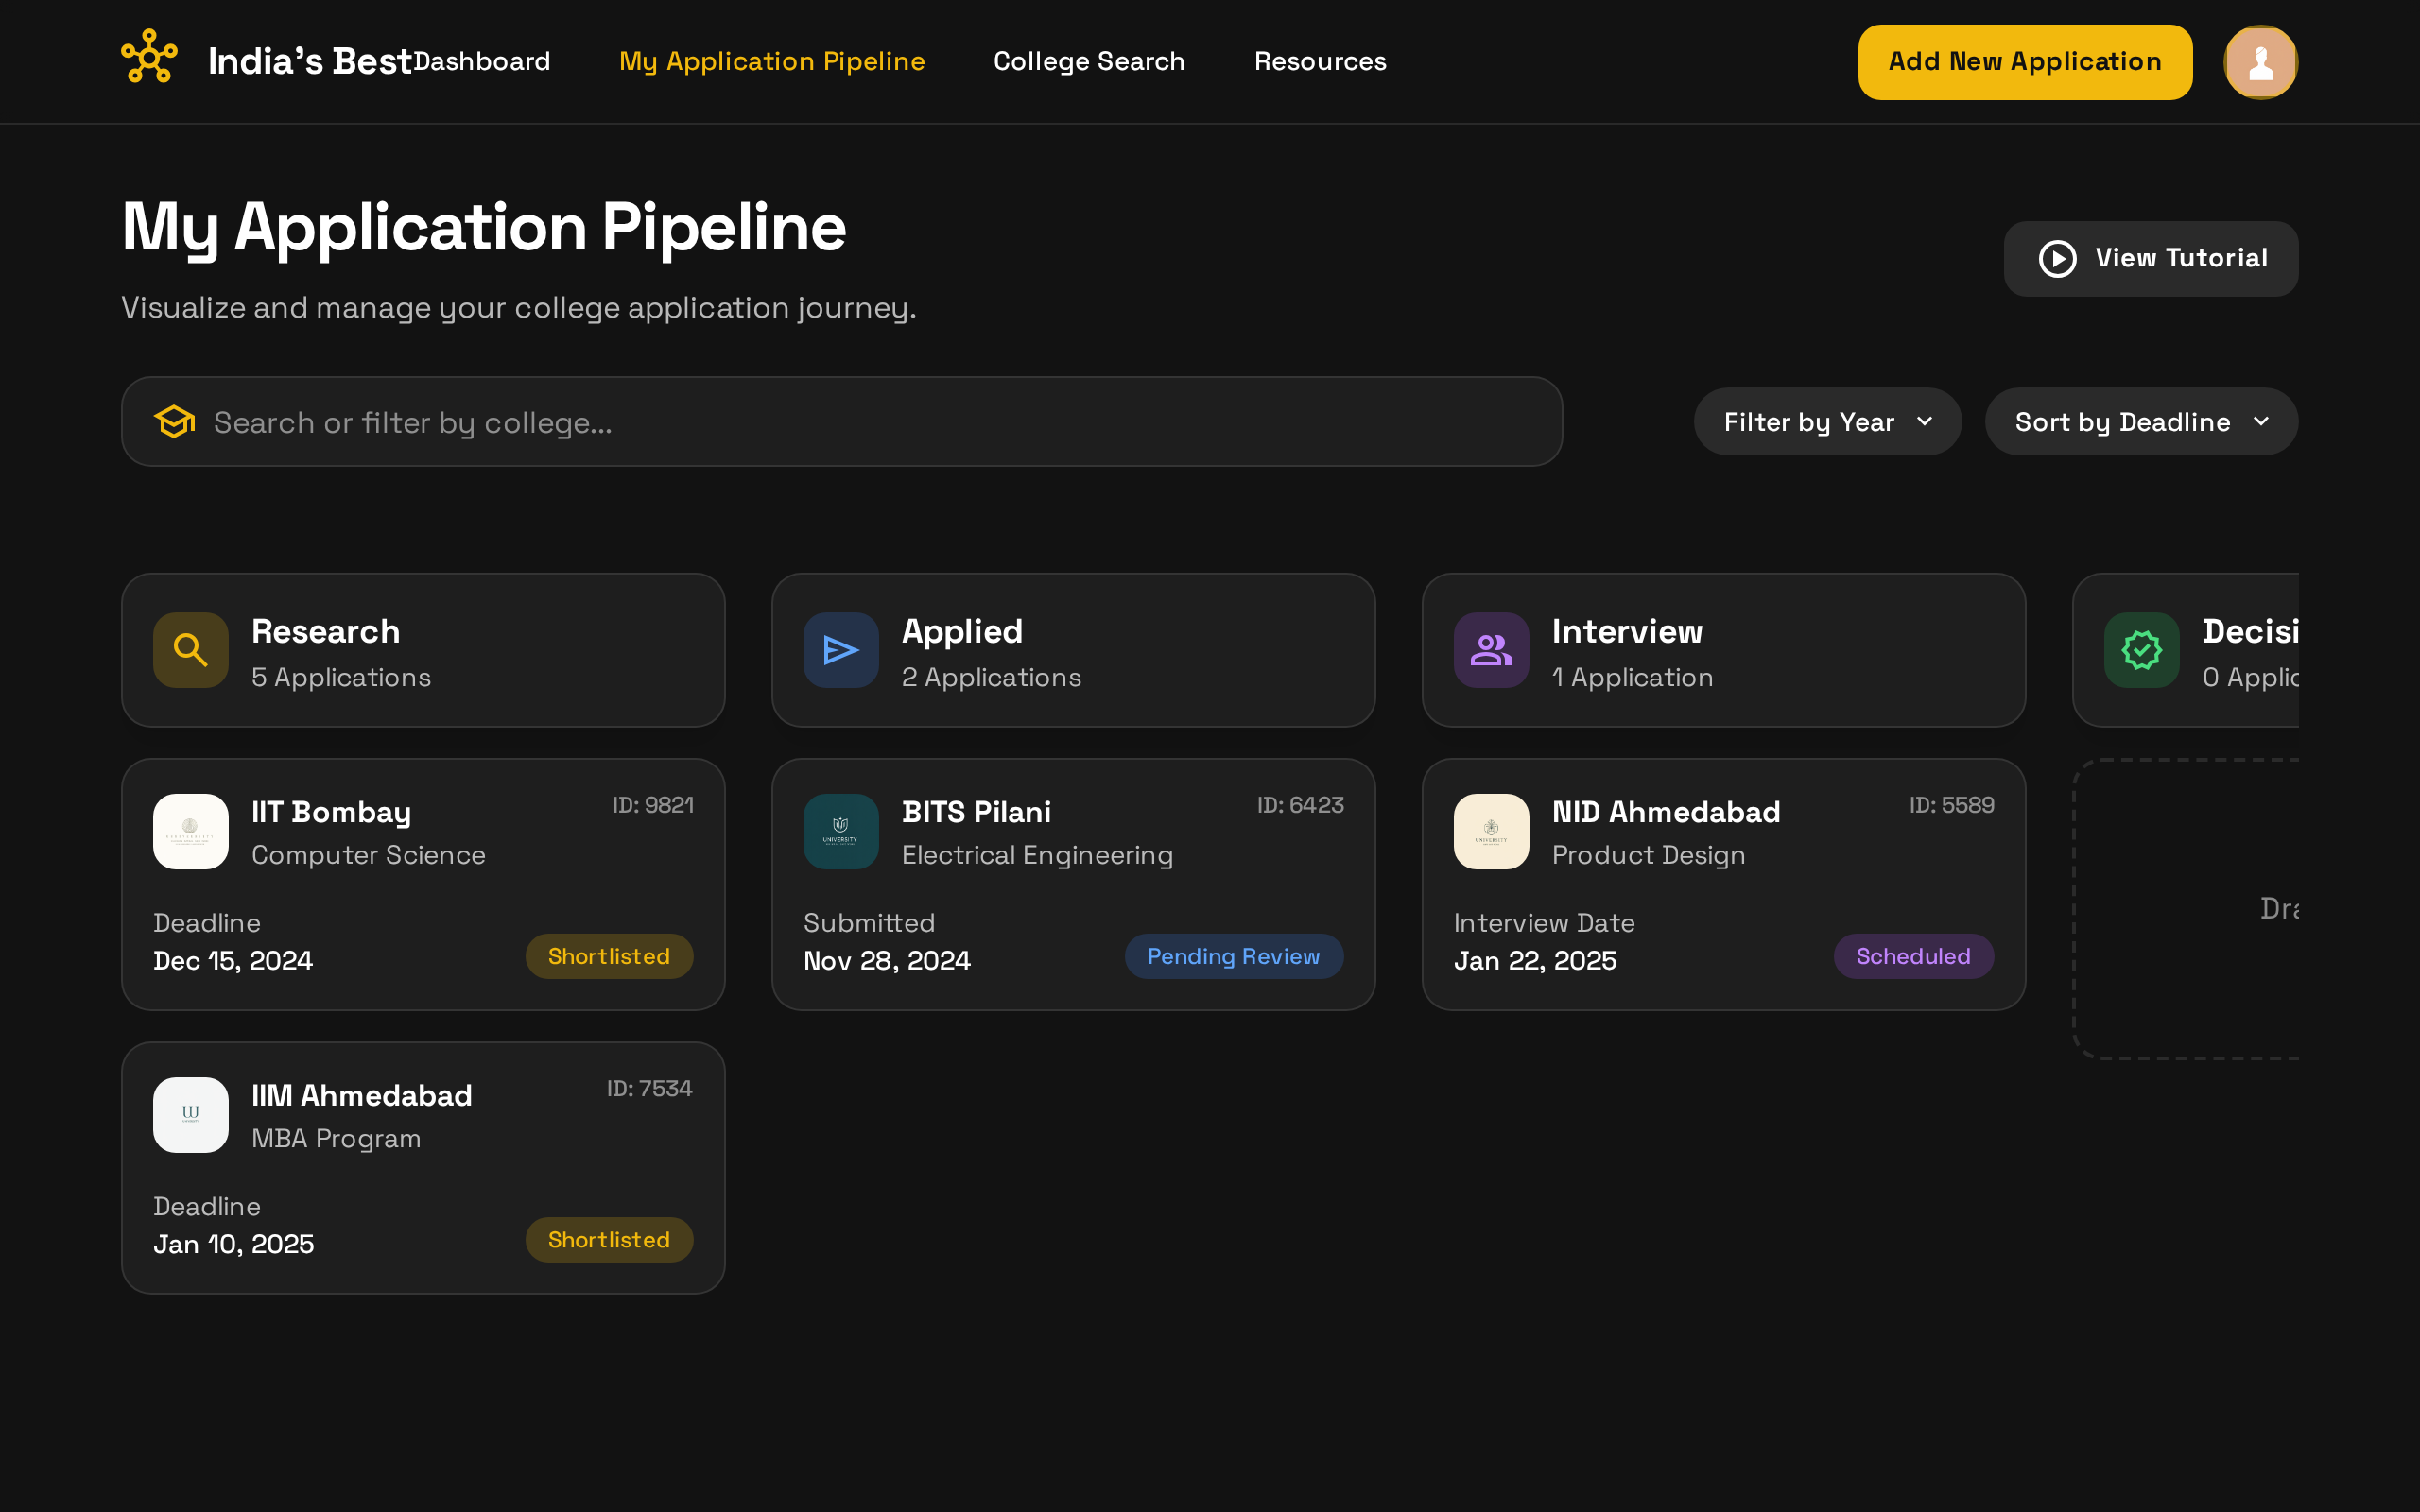 India's Best
Dashboard
My Application Pipeline
College Search
Resources
Add New Application
My Application Pipeline
Visualize and manage your college application journey.
View Tutorial
Search or filter by college...
Filter by Year
Sort by Deadline
Research
5 Applications
Applied
2 Applications
Interview
1 Application
Decisi
0 Applic
IIT Bombay
ID: 9821
Computer Science
Deadline
Dec 15, 2024
Shortlisted
UNIVERSITY
BITS Pilani
ID: 6423
Electrical Engineering
Submitted
Nov 28, 2024
Pending Review
UNIVERSITY
NID Ahmedabad
ID: 5589
Product Design
Interview Date
Jan 22, 2025
Scheduled
Dra
IIM Ahmedabad
ID: 7534
MBA Program
Deadline
Jan 10, 2025
Shortlisted